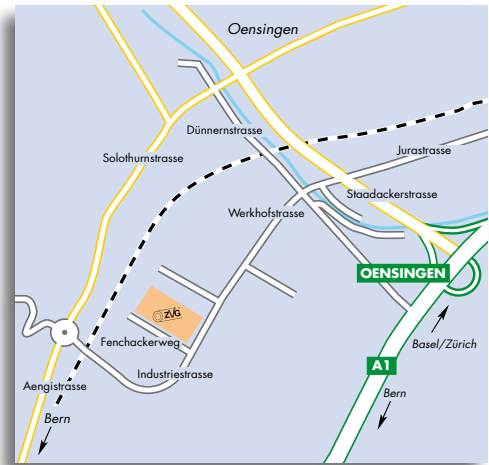 Oensingen
Dünnernstrasse
Jurastrasse
Solothurnstrasse
Staadackerstrasse
Werkhofstrasse
OENSINGEN
ZVG
Fenchackerweg
Basel/Zürich
A1
Industriestrasse
Aengistrasse
Bern
Bern